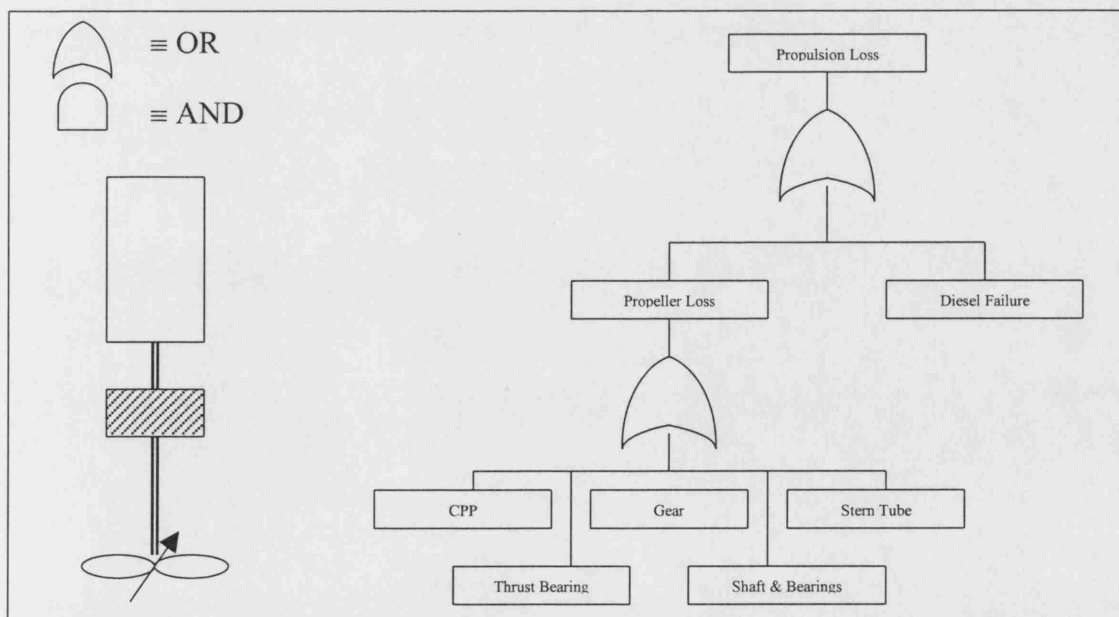 ≡ OR
≡ AND
Propulsion Loss
Propeller Loss
Diesel Failure
CPP
Gear
Stern Tube
Thrust Bearing
Shaft & Bearings